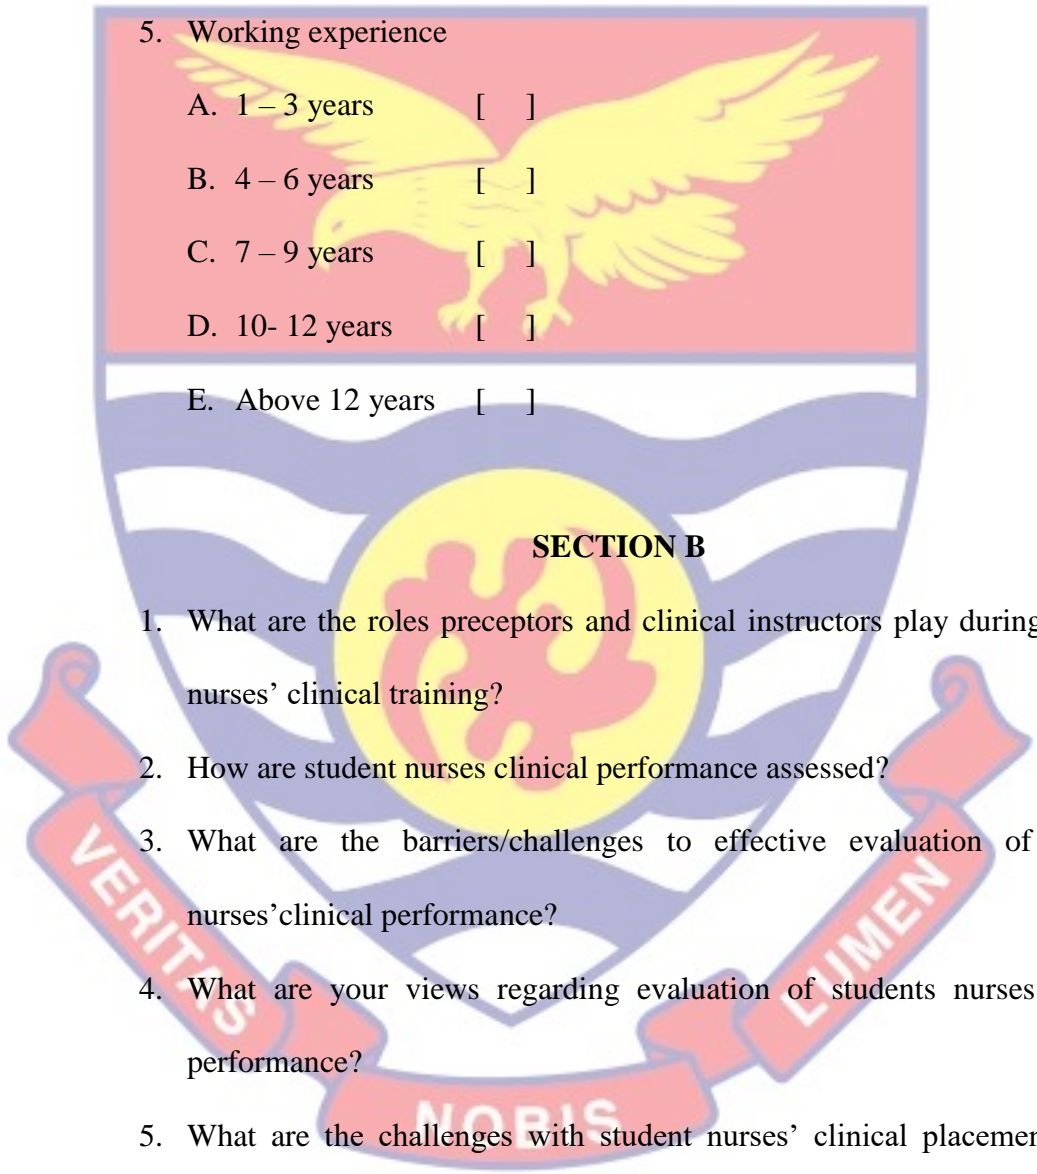 5. Working experience
A. 1 – 3 years [ ]
B. 4 – 6 years [ ]
C. 7 – 9 years [ ]
D. 10- 12 years [ ]
E. Above 12 years [ ]
SECTION B
1. What are the roles preceptors and clinical instructors play during
nurses’ clinical training?
2. How are student nurses clinical performance assessed?
3. What are the barriers/challenges to effective evaluation of
nurses’clinical performance?
4. What are your views regarding evaluation of students nurses
performance?
5. What are the challenges with student nurses’ clinical
VERITAS
NOBIS
LUMEN